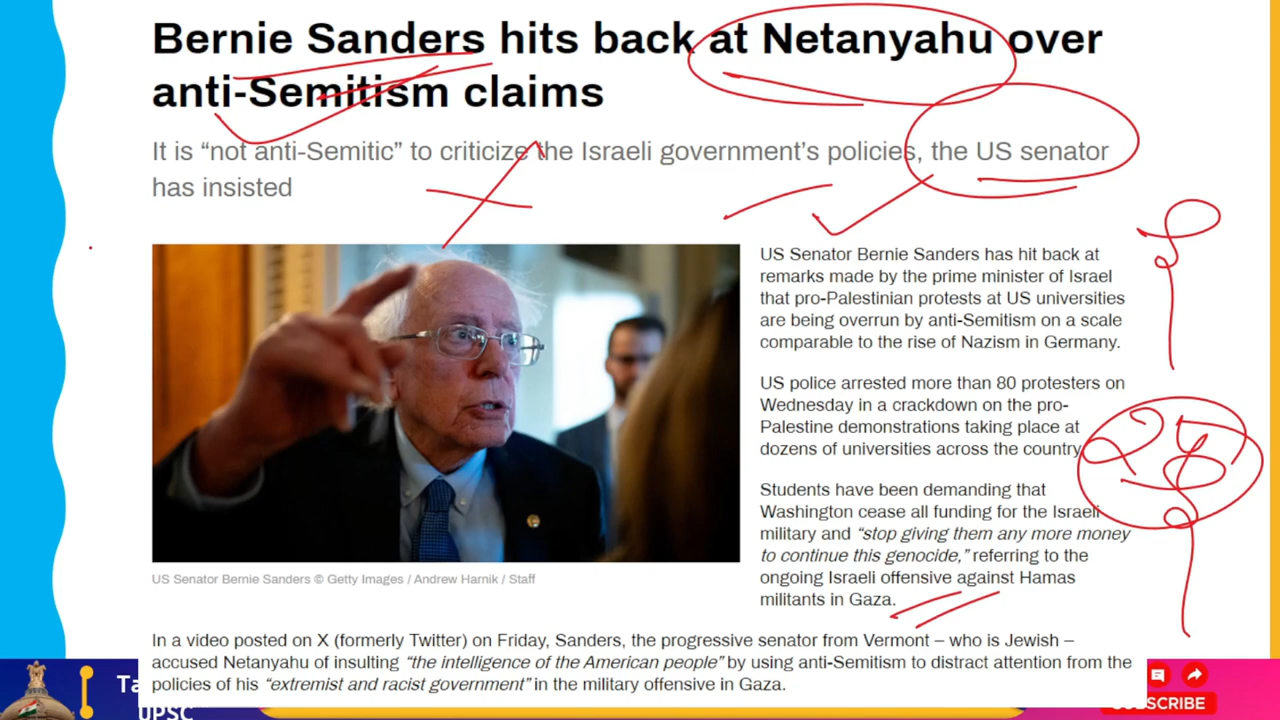 Bernie Sanders hits back at Netanyahu over
anti-Semitism claims
It is “not anti-Semitic” to criticize the Israeli government’s policies, the US senator
has insisted
US Senator Bernie Sanders has hit back at
remarks made by the prime minister of Israel
that pro-Palestinian protests at US universities
are being overrun by anti-Semitism on a scale
comparable to the rise of Nazism in Germany.
US police arrested more than 80 protesters on
Wednesday in a crackdown on the pro-
Palestine demonstrations taking place at
dozens of universities across the country
Students have been demanding that
Washington cease all funding for the Israeli
military and “stop giving them any more money
to continue this genocide,” referring to the
ongoing Israeli offensive against Hamas
militants in Gaza.
US Senator Bernie Sanders © Getty Images / Andrew Harnik / Staff
In a video posted on X (formerly Twitter) on Friday, Sanders, the progressive senator from Vermont – who is Jewish –
accused Netanyahu of insulting “the intelligence of the American people” by using anti-Semitism to distract attention from the
policies of his “extremist and racist government” in the military offensive in Gaza.
UPSC